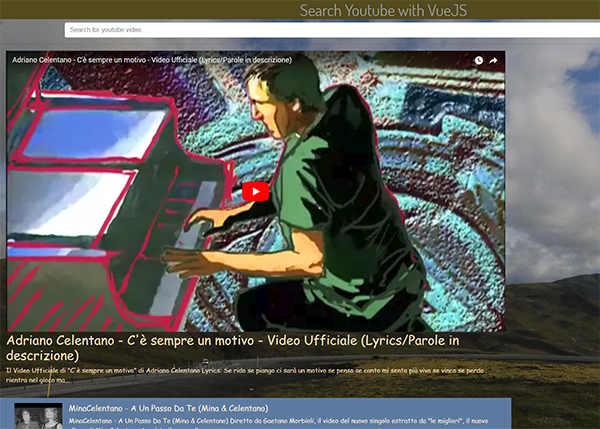 Search Youtube with VueJS
Search for youtube video
Adriano Celentano - C'è sempre un motivo - Video Ufficiale (Lyrics/Parole in descrizione)
Adriano Celentano - C'è sempre un motivo - Video Ufficiale (Lyrics/Parole in
descrizione)
Il Video Ufficiale di "C'è sempre un motivo" di Adriano Celentano Lyrics: Se rido se piango ci sarà un motivo se penso se canto mi sento più vivo se vinco se perdo
rientro nel gioco ma...
MinaCelentano - A Un Passo Da Te (Mina & Celentano)
MinaCelentano - A Un Passo Da Te (Mina & Celentano) Diretto da Gaetano Morbioli, il video del nuovo singolo estratto da "le migliori", il nuovo